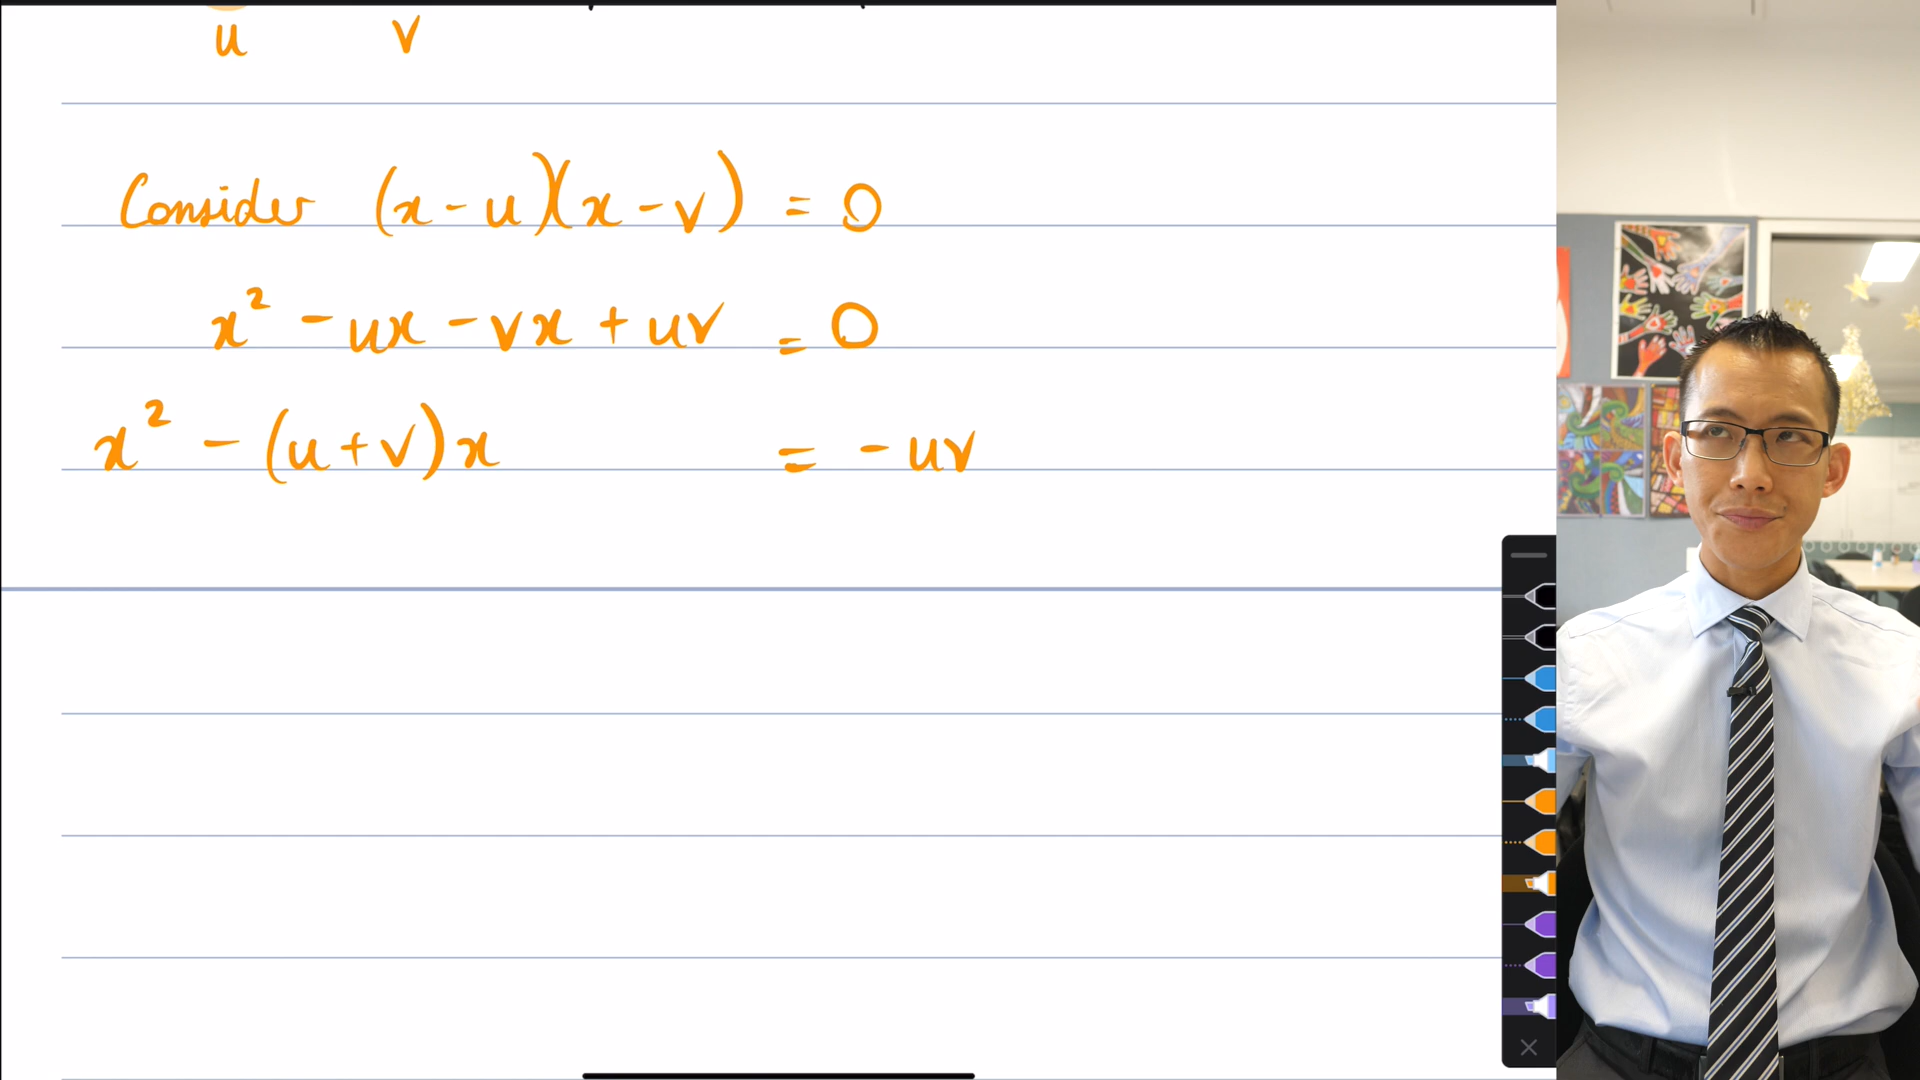 u v
Consider (x - u)(x - v) = 0
x² - ux - vx + uv = 0
x² - (u + v)x = - uv